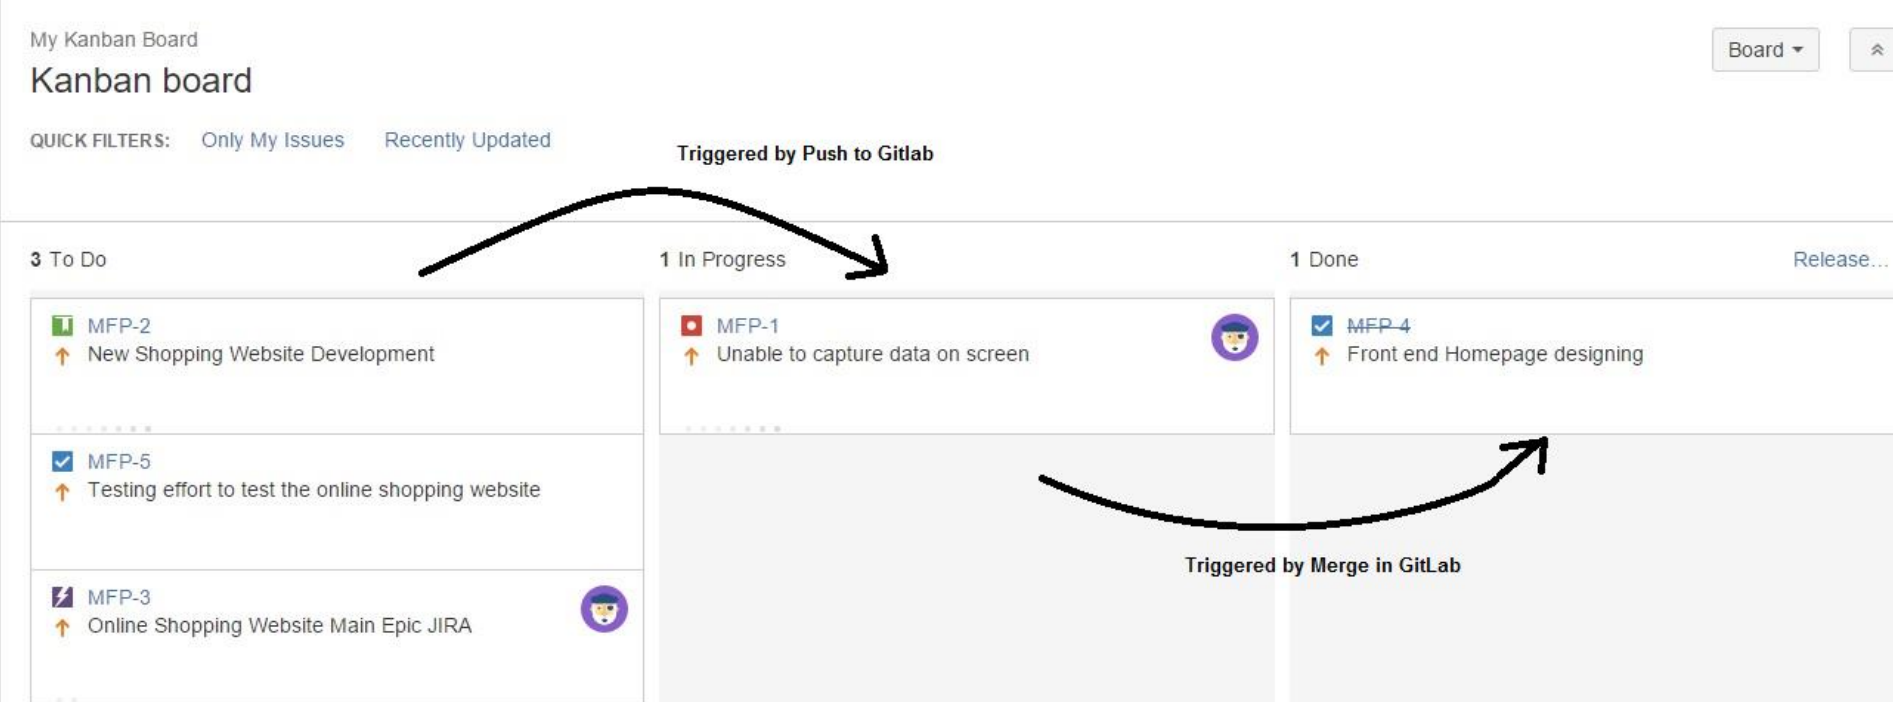 My Kanban Board
Kanban board
Board
QUICK FILTERS: Only My Issues Recently Updated
Triggered by Push to Gitlab
3 To Do
1 In Progress
1 Done
Release...
MFP-2
New Shopping Website Development
MFP-5
Testing effort to test the online shopping website
MFP-3
Online Shopping Website Main Epic JIRA
MFP-1
Unable to capture data on screen
MFP-4
Front end Homepage designing
Triggered by Merge in GitLab